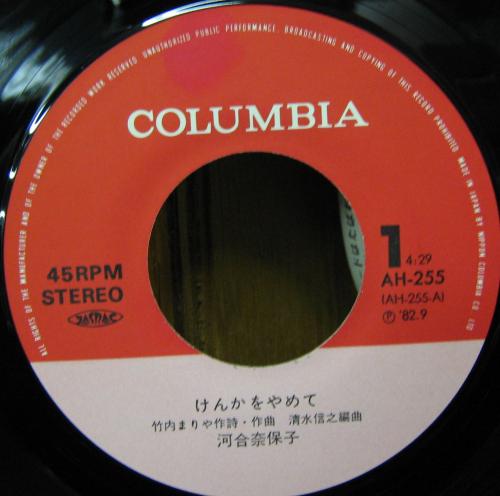 ALL RIGHTS OF THE MANUFACTURER AND OF THE OWNER OF THE RECORDED WORK RESERVED UNAUTHORIZED PUBLIC PERFORMANCE, BROADCASTING AND COPYING OF THIS RECORD PROHIBITED MADE IN JAPAN BY NIPPON COLUMBIA CO. LTD
COLUMBIA
1
4:29
45RPM
AH-255
STEREO
(AH-255-A)
JASRAC
Ⓟ '82.9
けんかをやめて
竹内まりや作詩・作曲 清水信之編曲
河合奈保子